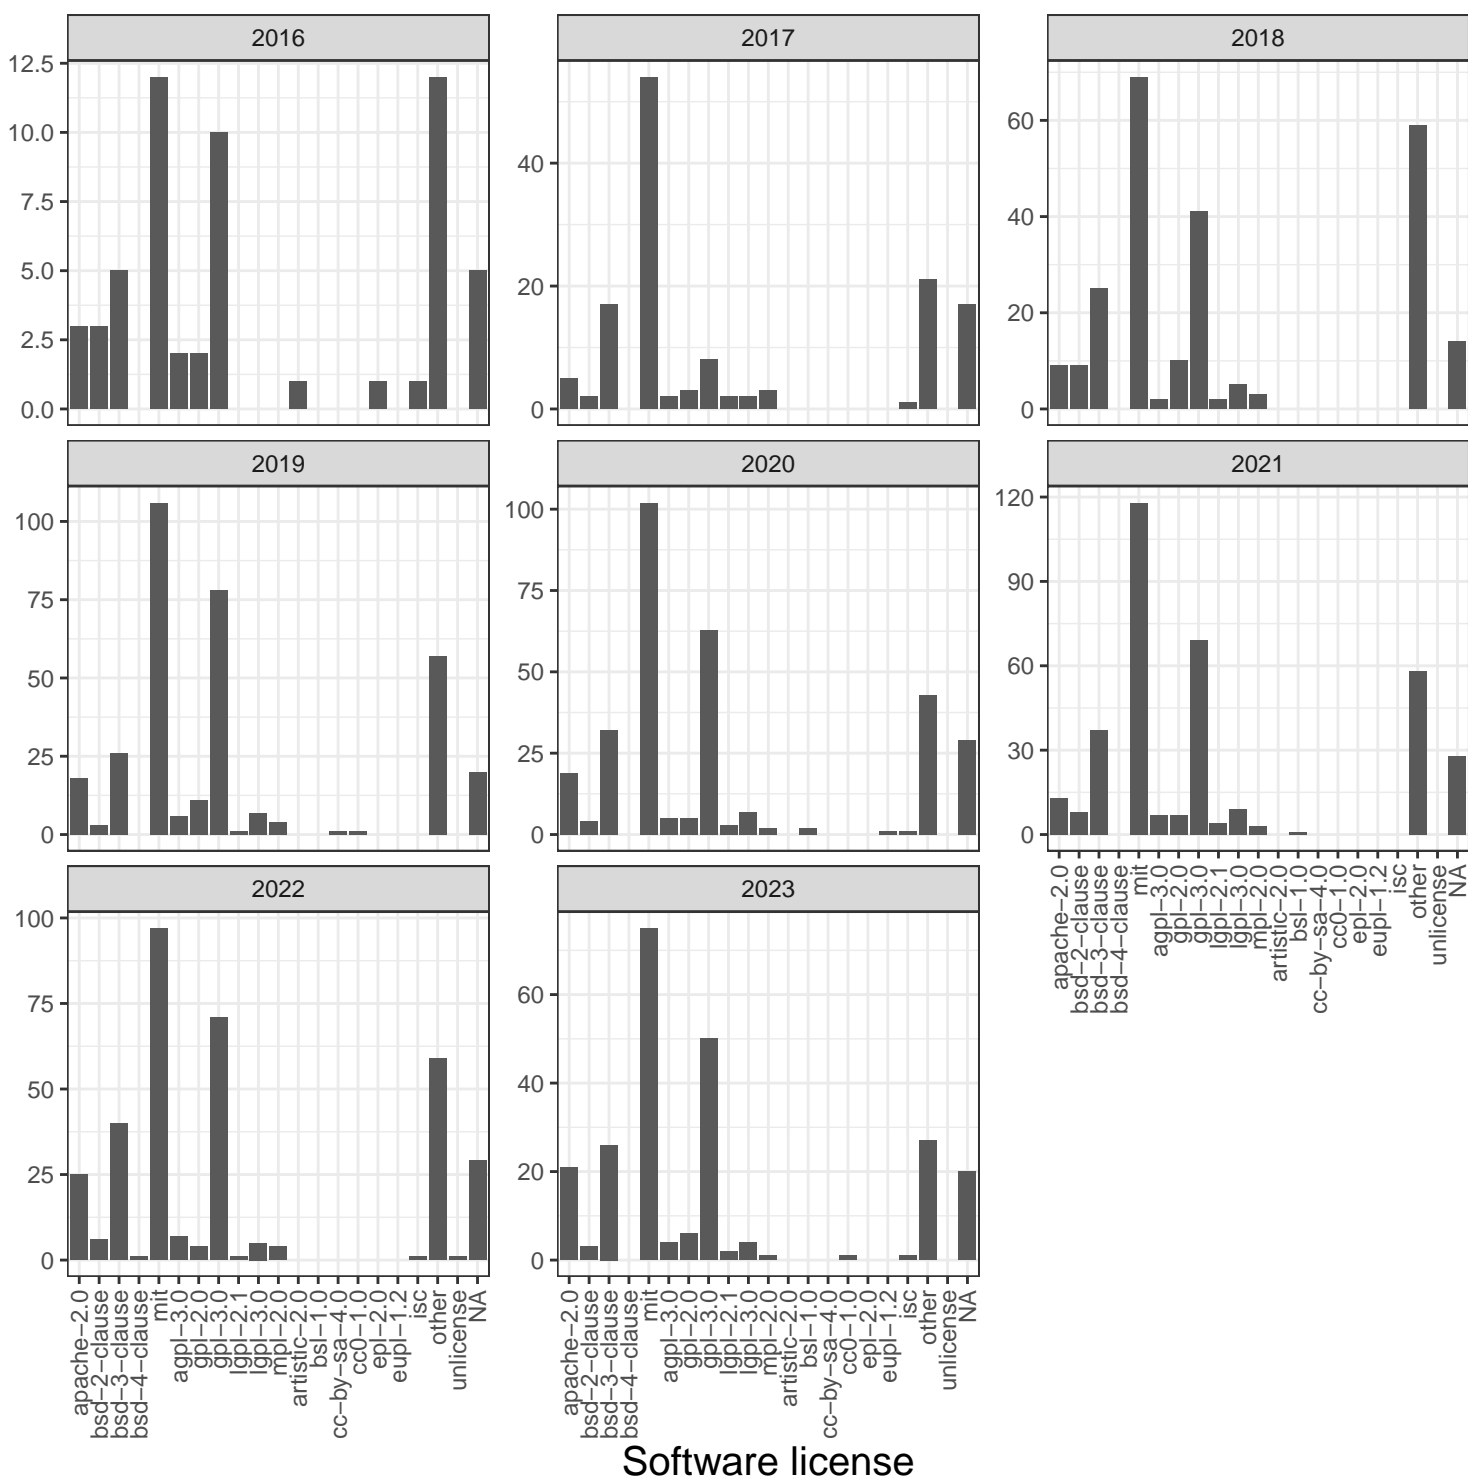 2016
2017
2018
12.5
10.0
7.5
5.0
2.5
0.0
40
20
0
60
40
20
0
2019
2020
2021
100
75
50
25
0
100
75
50
25
0
120
90
60
30
0
apache−2.0
bsd−2−clause
bsd−3−clause
bsd−4−clause
mit
agpl−3.0
gpl−2.0
gpl−3.0
lgpl−2.1
lgpl−3.0
mpl−2.0
artistic−2.0
bsl−1.0
cc−by−sa−4.0
cc0−1.0
epl−2.0
eupl−1.2
isc
other
unlicense
NA
2022
2023
100
75
50
25
0
60
40
20
0
apache−2.0
bsd−2−clause
bsd−3−clause
bsd−4−clause
mit
agpl−3.0
gpl−2.0
gpl−3.0
lgpl−2.1
lgpl−3.0
mpl−2.0
artistic−2.0
bsl−1.0
cc−by−sa−4.0
cc0−1.0
epl−2.0
eupl−1.2
isc
other
unlicense
NA
apache−2.0
bsd−2−clause
bsd−3−clause
bsd−4−clause
mit
agpl−3.0
gpl−2.0
gpl−3.0
lgpl−2.1
lgpl−3.0
mpl−2.0
artistic−2.0
bsl−1.0
cc−by−sa−4.0
cc0−1.0
epl−2.0
eupl−1.2
isc
other
unlicense
NA
Software license